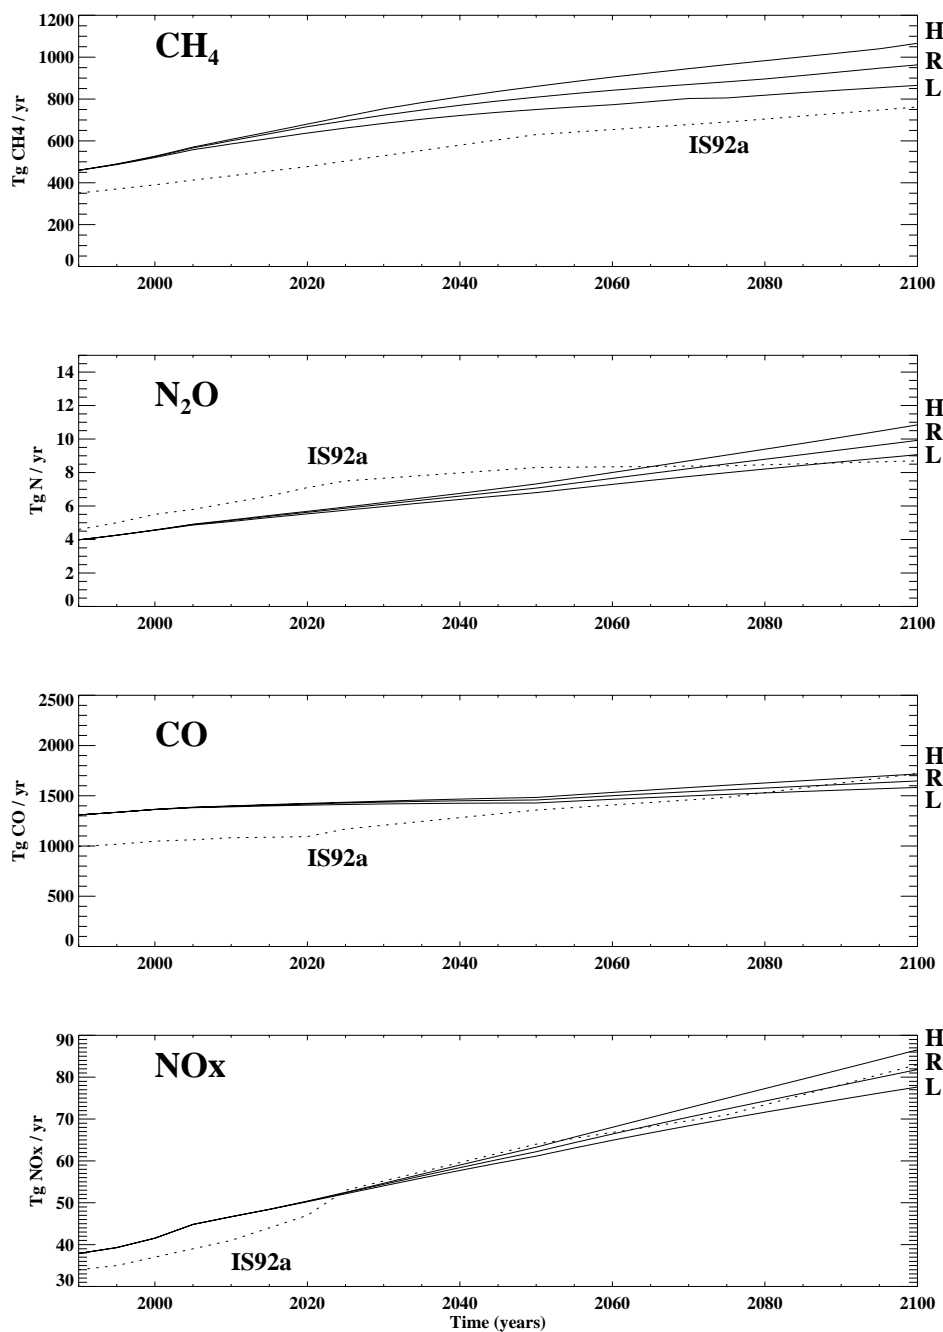 1200
CH4
H
1000
R
800
L
Tg CH4 / yr
600
IS92a
400
200
0
2000 2020 2040 2060 2080 2100
14
N2O
12
H
10
R
IS92a
L
8
Tg N / yr
6
4
2
0
2000 2020 2040 2060 2080 2100
2500
CO
2000
H
R
1500
L
Tg CO / yr
1000
IS92a
500
0
2000 2020 2040 2060 2080 2100
90
H
NOx
R
80
L
70
Tg NOx / yr
60
50
40
IS92a
30
2000 2020 2040 2060 2080 2100
Time (years)